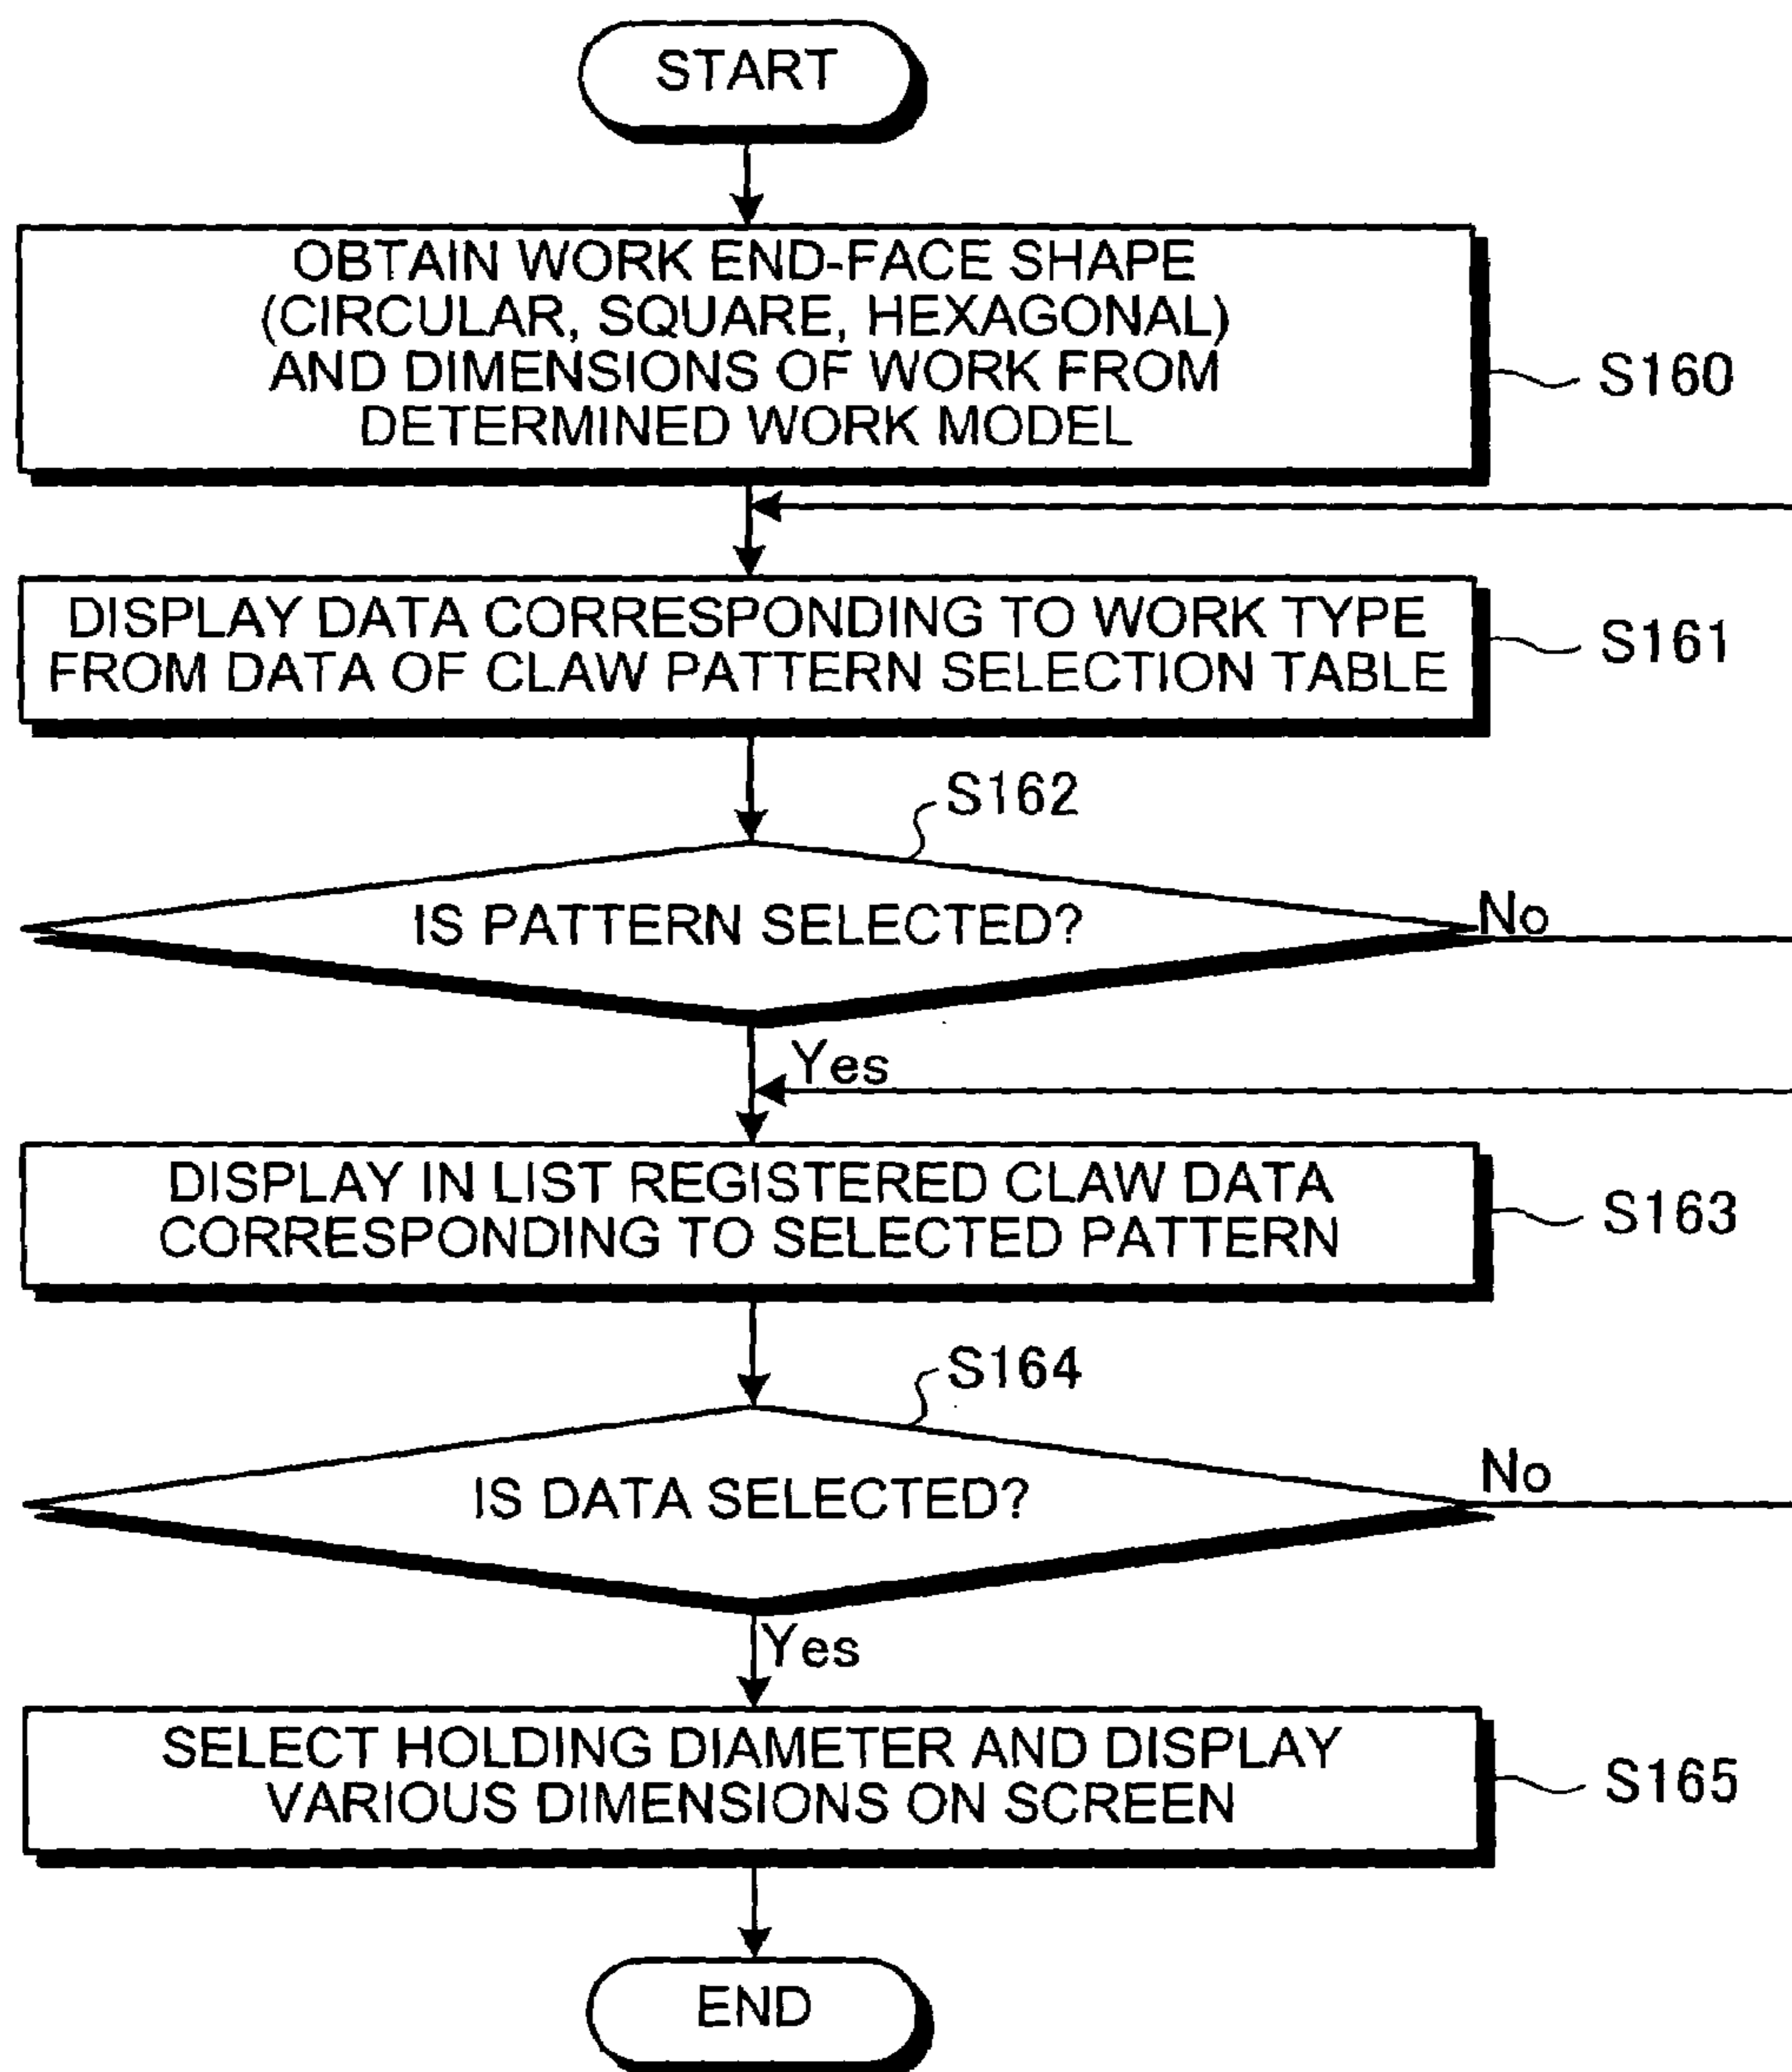 START
OBTAIN WORK END-FACE SHAPE
(CIRCULAR, SQUARE, HEXAGONAL)
AND DIMENSIONS OF WORK FROM
DETERMINED WORK MODEL
S160
DISPLAY DATA CORRESPONDING TO WORK TYPE
FROM DATA OF CLAW PATTERN SELECTION TABLE
S161
S162
IS PATTERN SELECTED?
No
Yes
DISPLAY IN LIST REGISTERED CLAW DATA
CORRESPONDING TO SELECTED PATTERN
S163
S164
IS DATA SELECTED?
No
Yes
SELECT HOLDING DIAMETER AND DISPLAY
VARIOUS DIMENSIONS ON SCREEN
S165
END